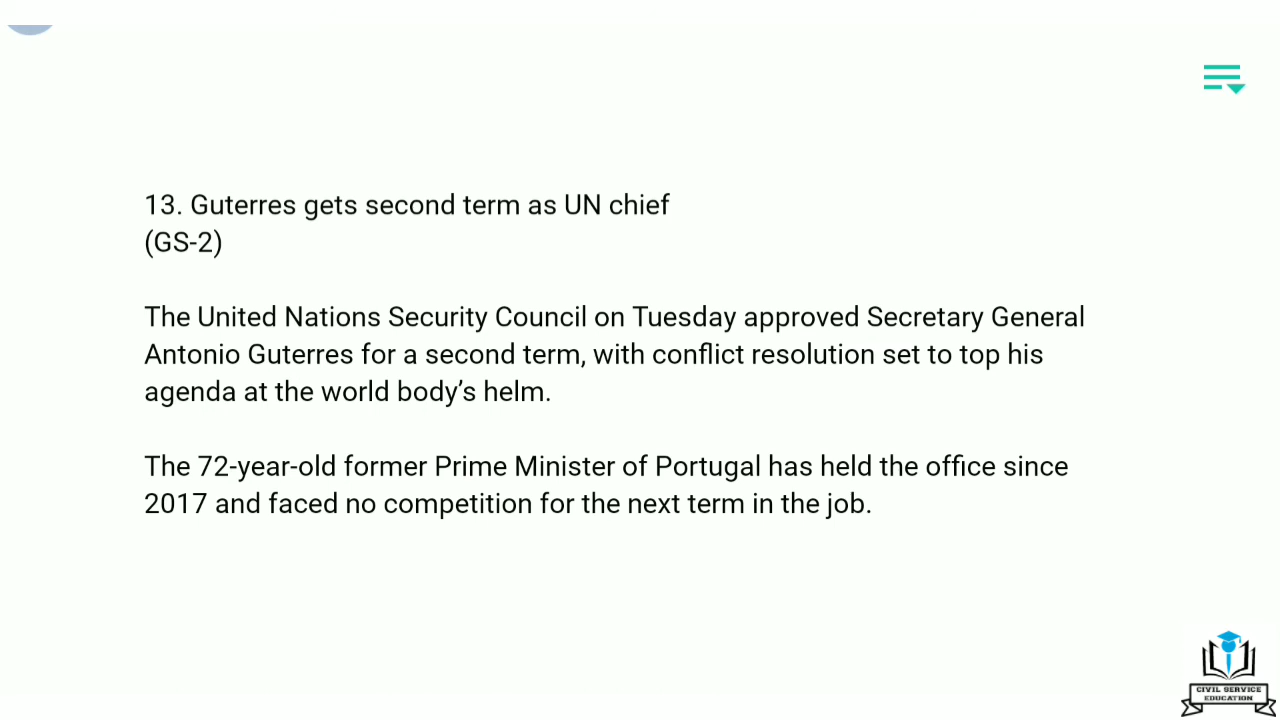 13. Guterres gets second term as UN chief
(GS-2)
The United Nations Security Council on Tuesday approved Secretary General
Antonio Guterres for a second term, with conflict resolution set to top his
agenda at the world body’s helm.
The 72-year-old former Prime Minister of Portugal has held the office since
2017 and faced no competition for the next term in the job.
CIVIL SERVICE
EDUCATION